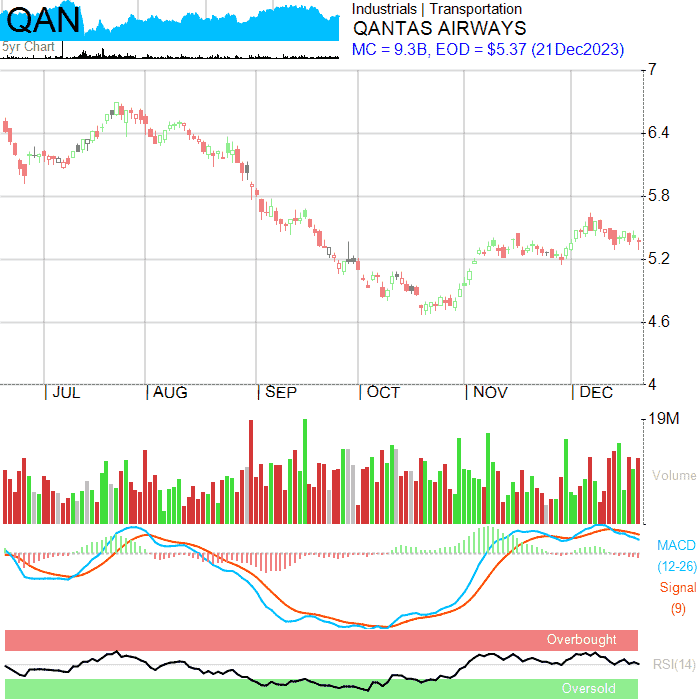 QAN
5yr Chart
Industrials | Transportation
QANTAS AIRWAYS
MC = 9.3B, EOD = $5.37 (21Dec2023)
7
6.4
5.8
5.2
4.6
4
| JUL | AUG | SEP | OCT | NOV | DEC
19M
Volume
MACD
(12-26)
Signal
(9)
Overbought
RSI(14)
Oversold